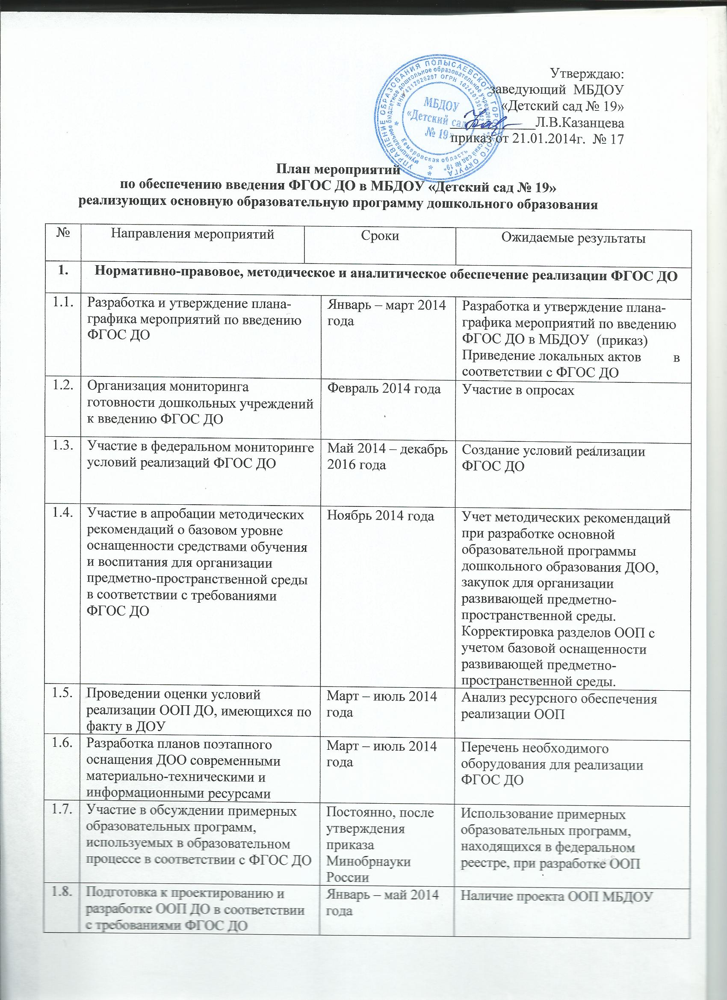 Утверждаю:
заведующий МБДОУ
«Детский сад № 19»
Л.В.Казанцева
приказ от 21.01.2014г. № 17
УПРАВЛЕНИЕ ОБРАЗОВАНИЯ ПОЛЫСАЕВСКОГО ГОРОДСКОГО ОКРУГА
муниципальное бюджетное дошкольное образовательное учреждение "Детский сад № 19"
Кемеровская область
МБДОУ
«Детский сад
№ 19»
План мероприятий
по обеспечению введения ФГОС ДО в МБДОУ «Детский сад № 19»
реализующих основную образовательную программу дошкольного образования
№ Направления мероприятий Сроки Ожидаемые результаты
1. Нормативно-правовое, методическое и аналитическое обеспечение реализации ФГОС ДО
1.1. Разработка и утверждение плана-
графика мероприятий по введению
ФГОС ДО
Январь – март 2014
года
Разработка и утверждение плана-
графика мероприятий по введению
ФГОС ДО в МБДОУ (приказ)
Приведение локальных актов в
соответствии с ФГОС ДО
1.2. Организация мониторинга
готовности дошкольных учреждений
к введению ФГОС ДО
Февраль 2014 года
Участие в опросах
1.3. Участие в федеральном мониторинге
условий реализаций ФГОС ДО
Май 2014 – декабрь
2016 года
Создание условий реализации
ФГОС ДО
1.4. Участие в апробации методических
рекомендаций о базовом уровне
оснащенности средствами обучения
и воспитания для организации
предметно-пространственной среды
в соответствии с требованиями
ФГОС ДО
Ноябрь 2014 года
Учет методических рекомендаций
при разработке основной
образовательной программы
дошкольного образования ДОО,
закупок для организации
развивающей предметно-
пространственной среды.
Корректировка разделов ООП с
учетом базовой оснащенности
развивающей предметно-
пространственной среды.
1.5. Проведении оценки условий
реализации ООП ДО, имеющихся по
факту в ДОУ
Март – июль 2014
года
Анализ ресурсного обеспечения
реализации ООП
1.6. Разработка планов поэтапного
оснащения ДОО современными
материально-техническими и
информационными ресурсами
Март – июль 2014
года
Перечень необходимого
оборудования для реализации
ФГОС ДО
1.7. Участие в обсуждении примерных
образовательных программ,
используемых в образовательном
процессе в соответствии с ФГОС ДО
Постоянно, после
утверждения
приказа
Минобрнауки
России
Использование примерных
образовательных программ,
находящихся в федеральном
реестре, при разработке ООП
1.8. Подготовка к проектированию и
разработке ООП ДО в соответствии
с требованиями ФГОС ДО
Январь – май 2014
года
Наличие проекта ООП МБДОУ